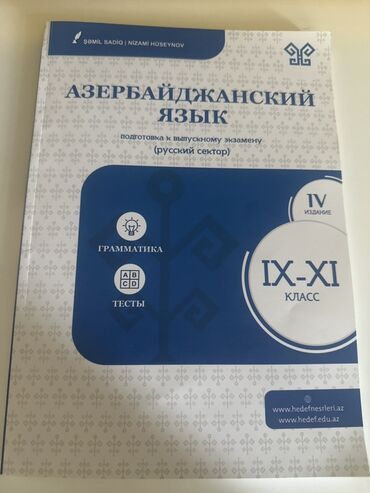 ŞƏMİL SADİQ | NİZAMİ HÜSEYNOV
АЗЕРБАЙДЖАНСКИЙ
ЯЗЫК
подготовка к выпускному экзамену
(русский сектор)
IV
ИЗДАНИЕ
ГРАММАТИКА
IX-XI
КЛАСС
A B
C D
ТЕСТЫ
www.hedefnesrleri.az
www.hedef.edu.az